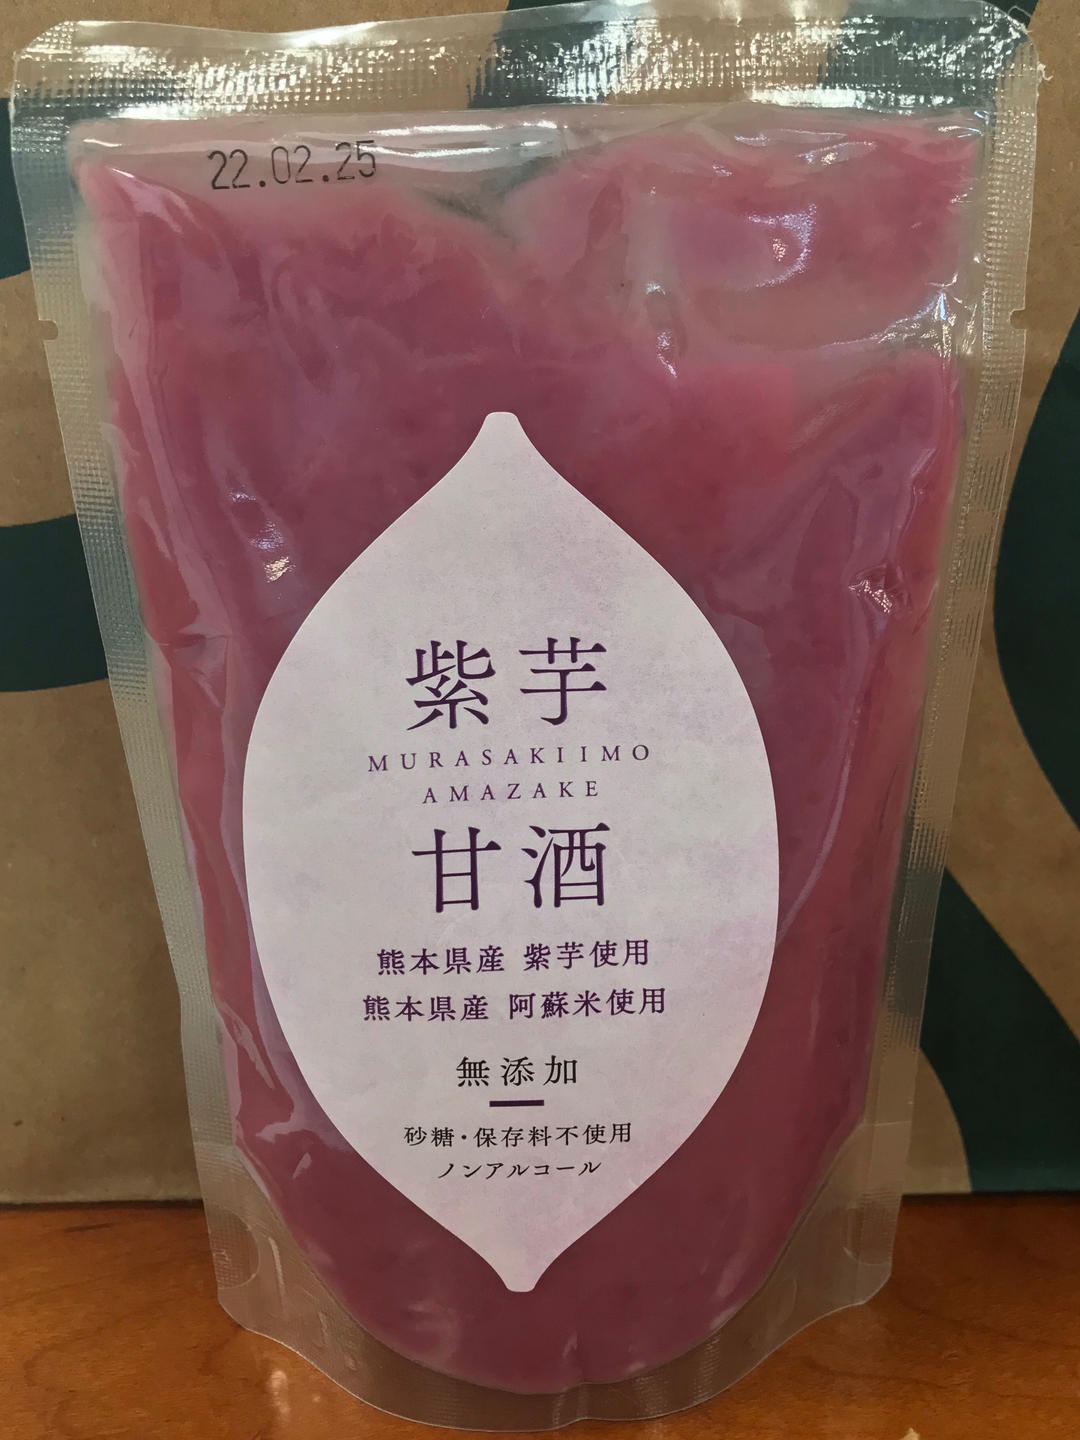 22.02.25
紫芋
MURASAKIIMO
AMAZAKE
甘酒
熊本県産 紫芋使用
熊本県産 阿蘇米使用
無添加
砂糖・保存料不使用
ノンアルコール